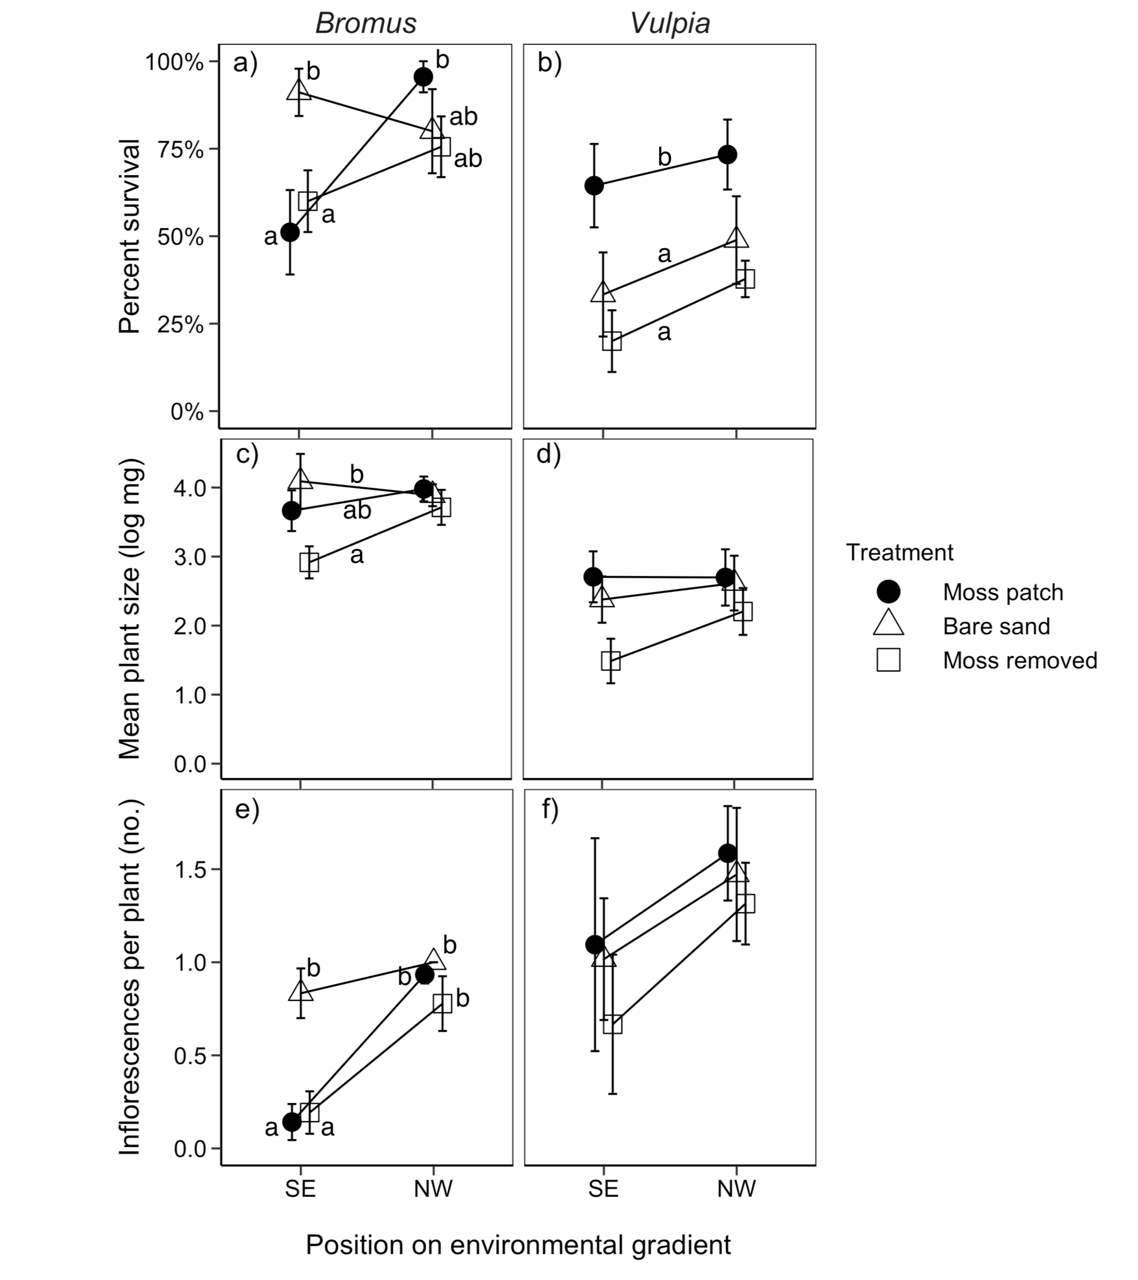 Bromus
Vulpia
a)
b)
100%
75%
50%
25%
0%
Percent survival
b
b
ab
ab
a
a
b
a
a
c)
d)
4.0
3.0
2.0
1.0
0.0
Mean plant size (log mg)
b
ab
a
Treatment
Moss patch
Bare sand
Moss removed
e)
f)
1.5
1.0
0.5
0.0
Inflorescences per plant (no.)
b
b
b
b
a
a
SE
NW
SE
NW
Position on environmental gradient